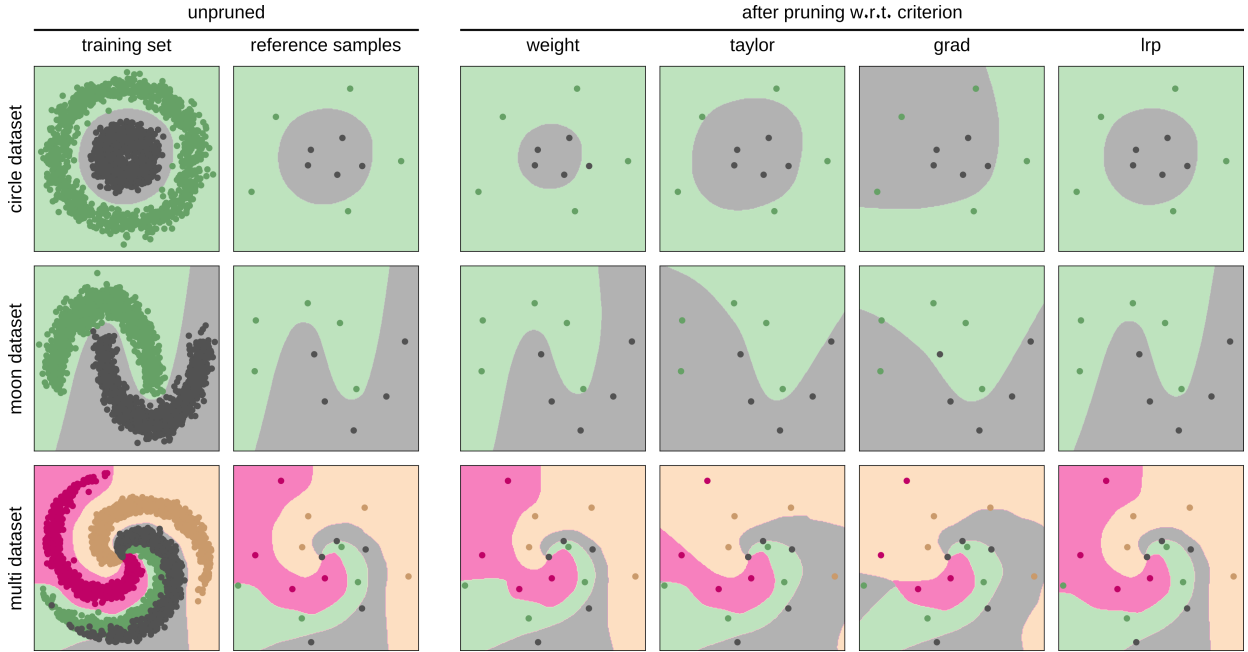 unpruned
after pruning w.r.t. criterion
training set
reference samples
weight
taylor
grad
lrp
circle dataset
moon dataset
multi dataset